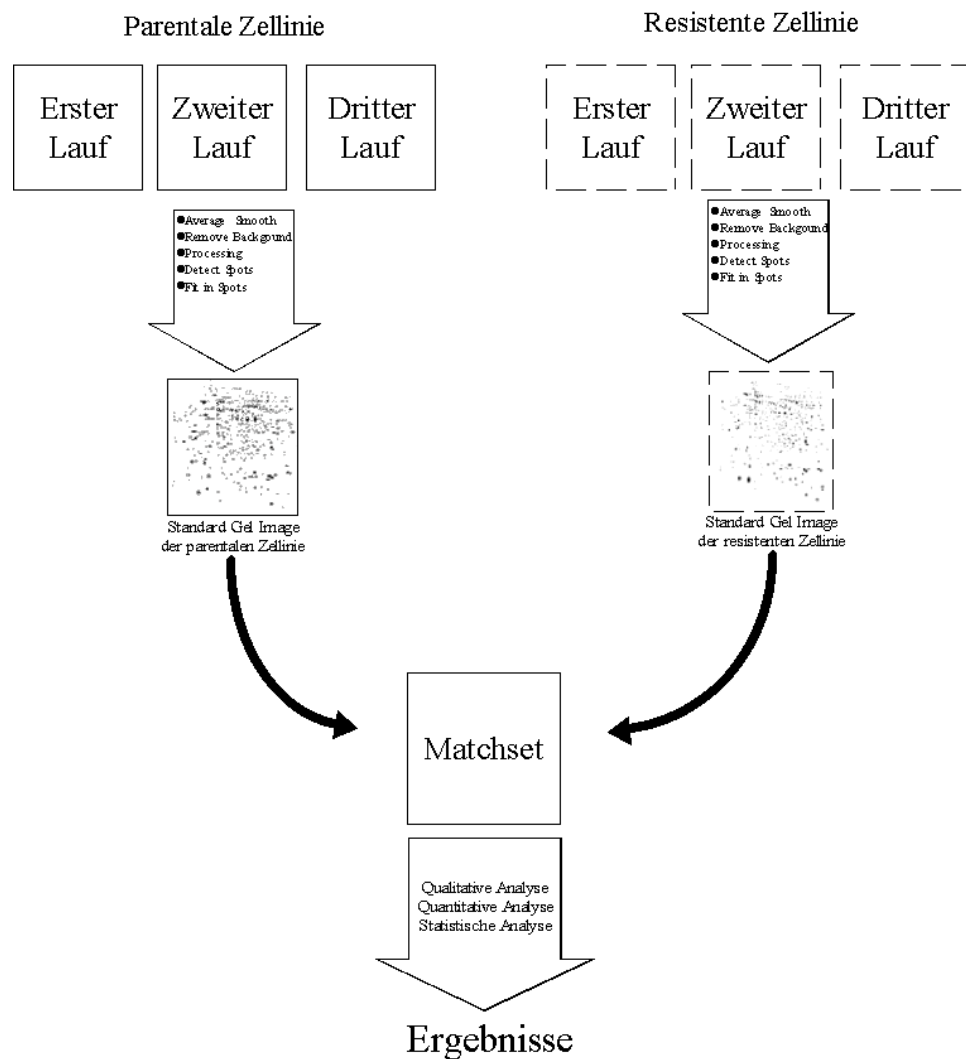 Parentale Zellinie
Resistente Zellinie
Erster
Lauf
Zweiter
Lauf
Dritter
Lauf
Erster
Lauf
Zweiter
Lauf
Dritter
Lauf
●Average Smooth
●Remove Backgound
●Processing
●Detect Spots
●Fit in Spots
●Average Smooth
●Remove Backgound
●Processing
●Detect Spots
●Fit in Spots
Standard Gel Image
der parentalen Zellinie
Standard Gel Image
der resistenten Zellinie
Matchset
Qualitative Analyse
Quantitative Analyse
Statistische Analyse
Ergebnisse